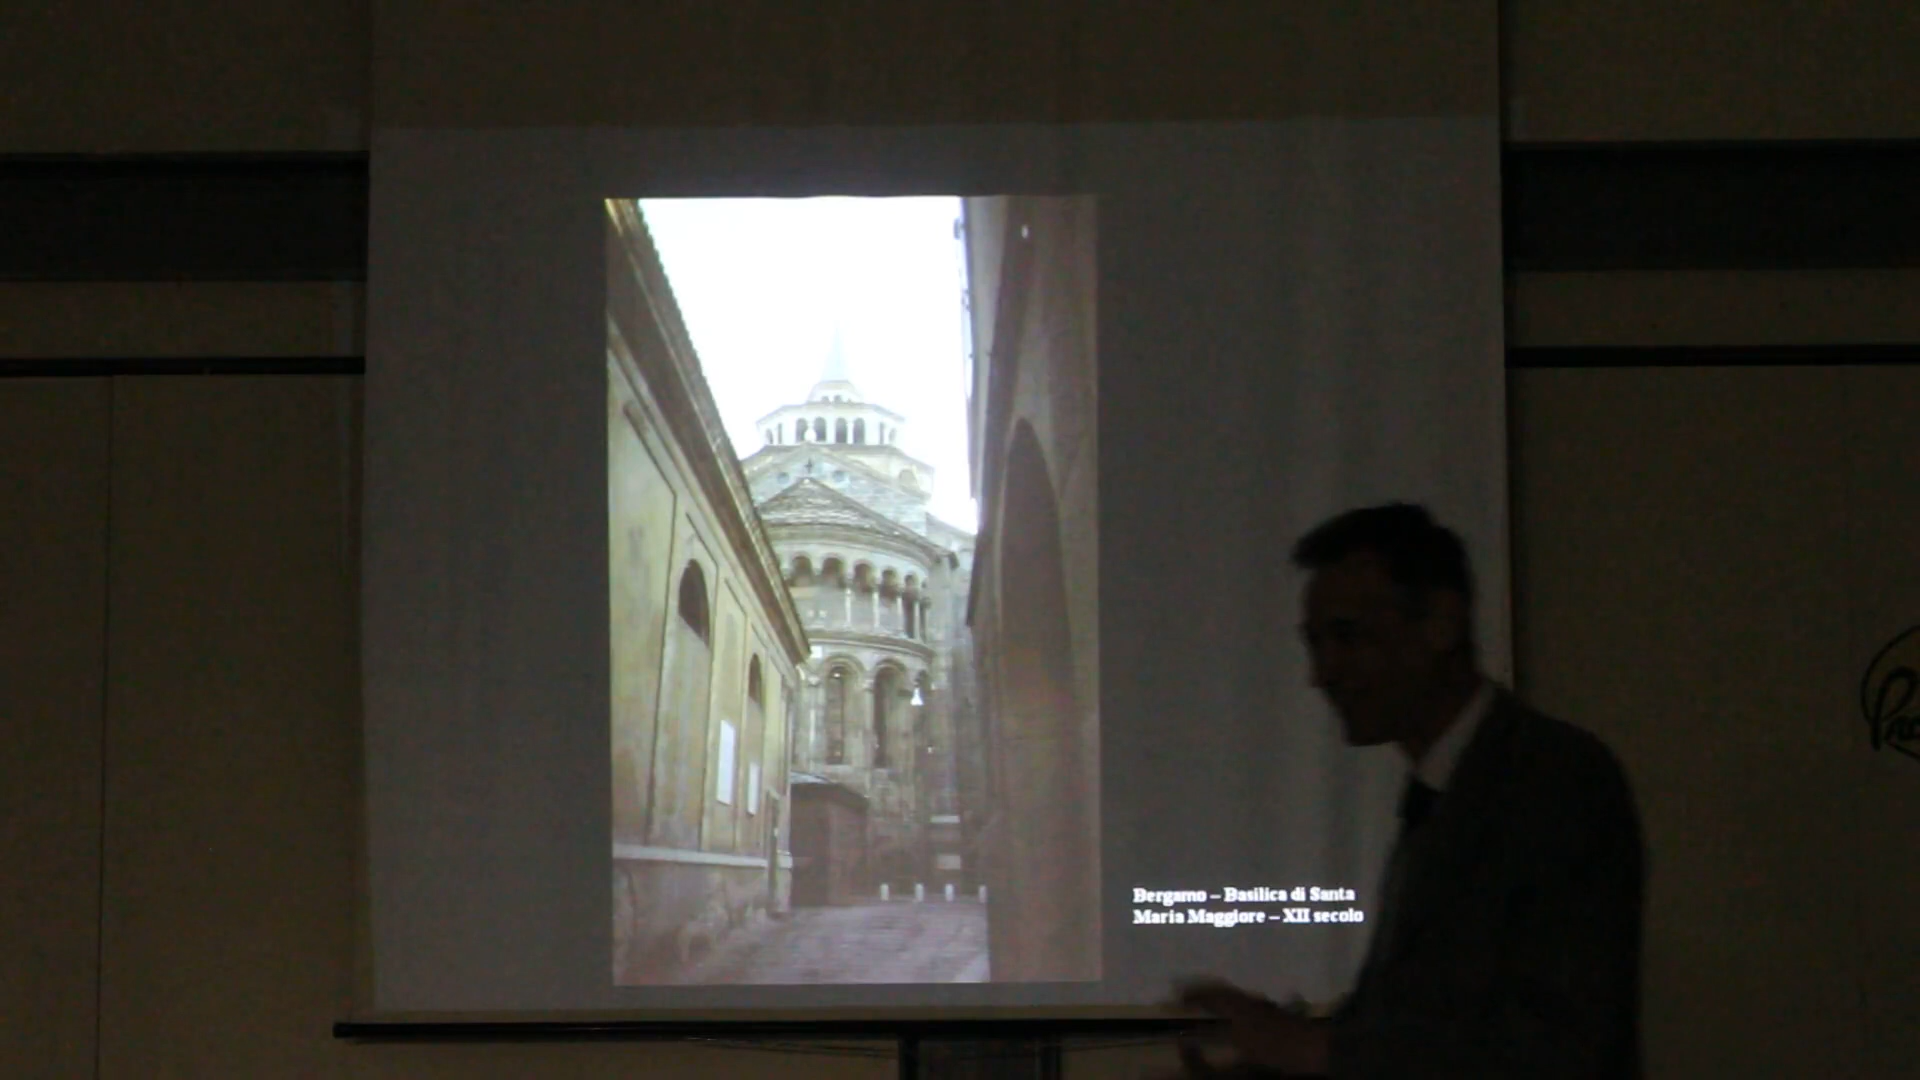 Bergamo – Basilica di Santa
Maria Maggiore – XII secolo